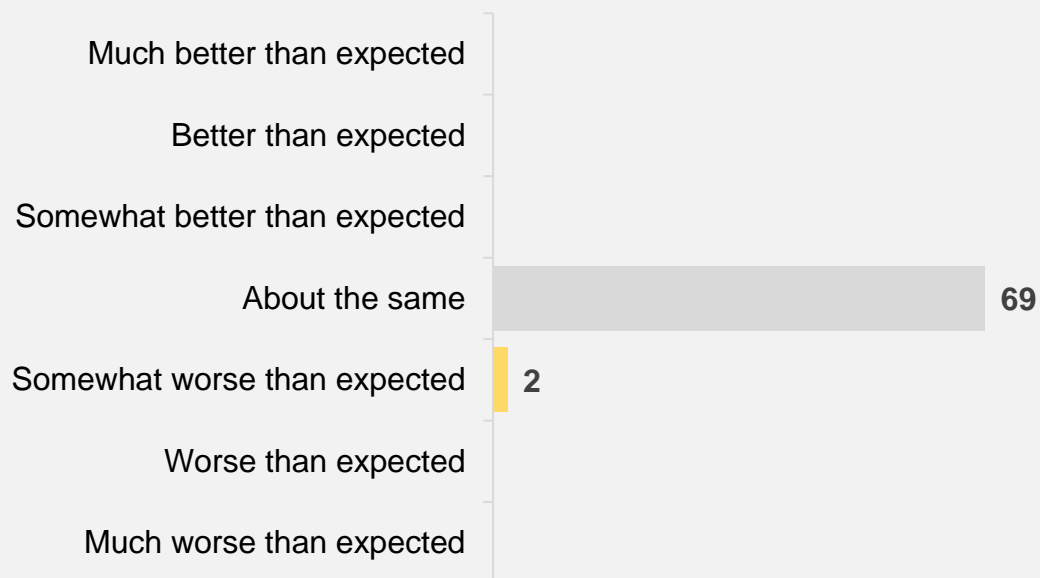 Much better than expected
Better than expected
Somewhat better than expected
About the same 69
Somewhat worse than expected 2
Worse than expected
Much worse than expected